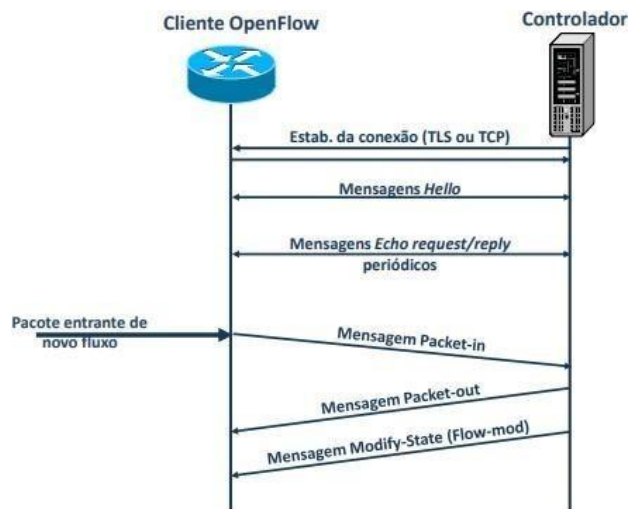 Cliente OpenFlow
Controlador
Estab. da conexão (TLS ou TCP)
Mensagens Hello
Mensagens Echo request/reply
periódicos
Pacote entrante de
novo fluxo
Mensagem Packet-in
Mensagem Packet-out
Mensagem Modify-State (Flow-mod)